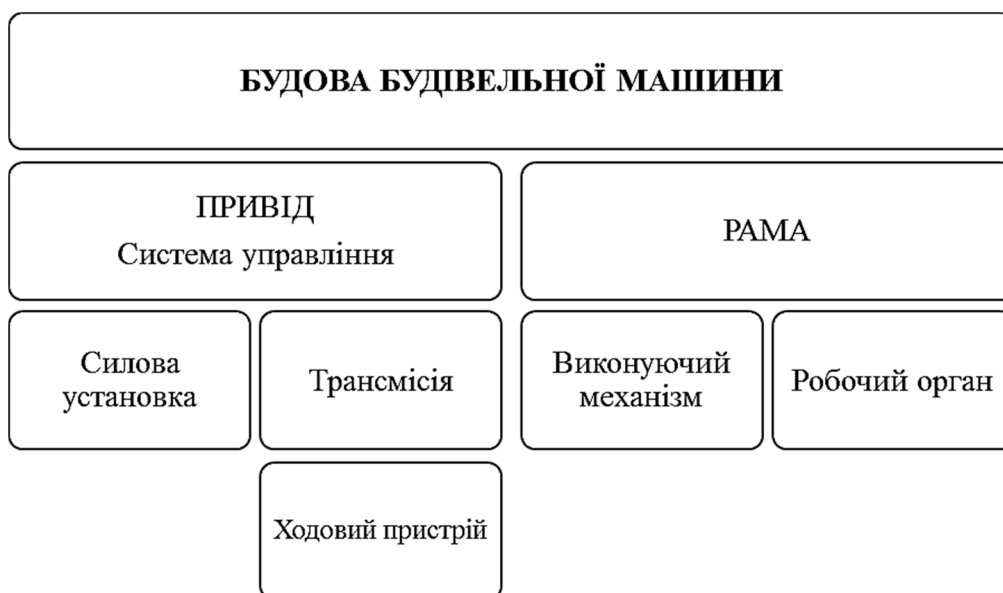 БУДОВА БУДІВЕЛЬНОЇ МАШИНИ
ПРИВІД
Система управління
РАМА
Силова
установка
Трансмісія
Виконуючий
механізм
Робочий орган
Ходовий пристрій